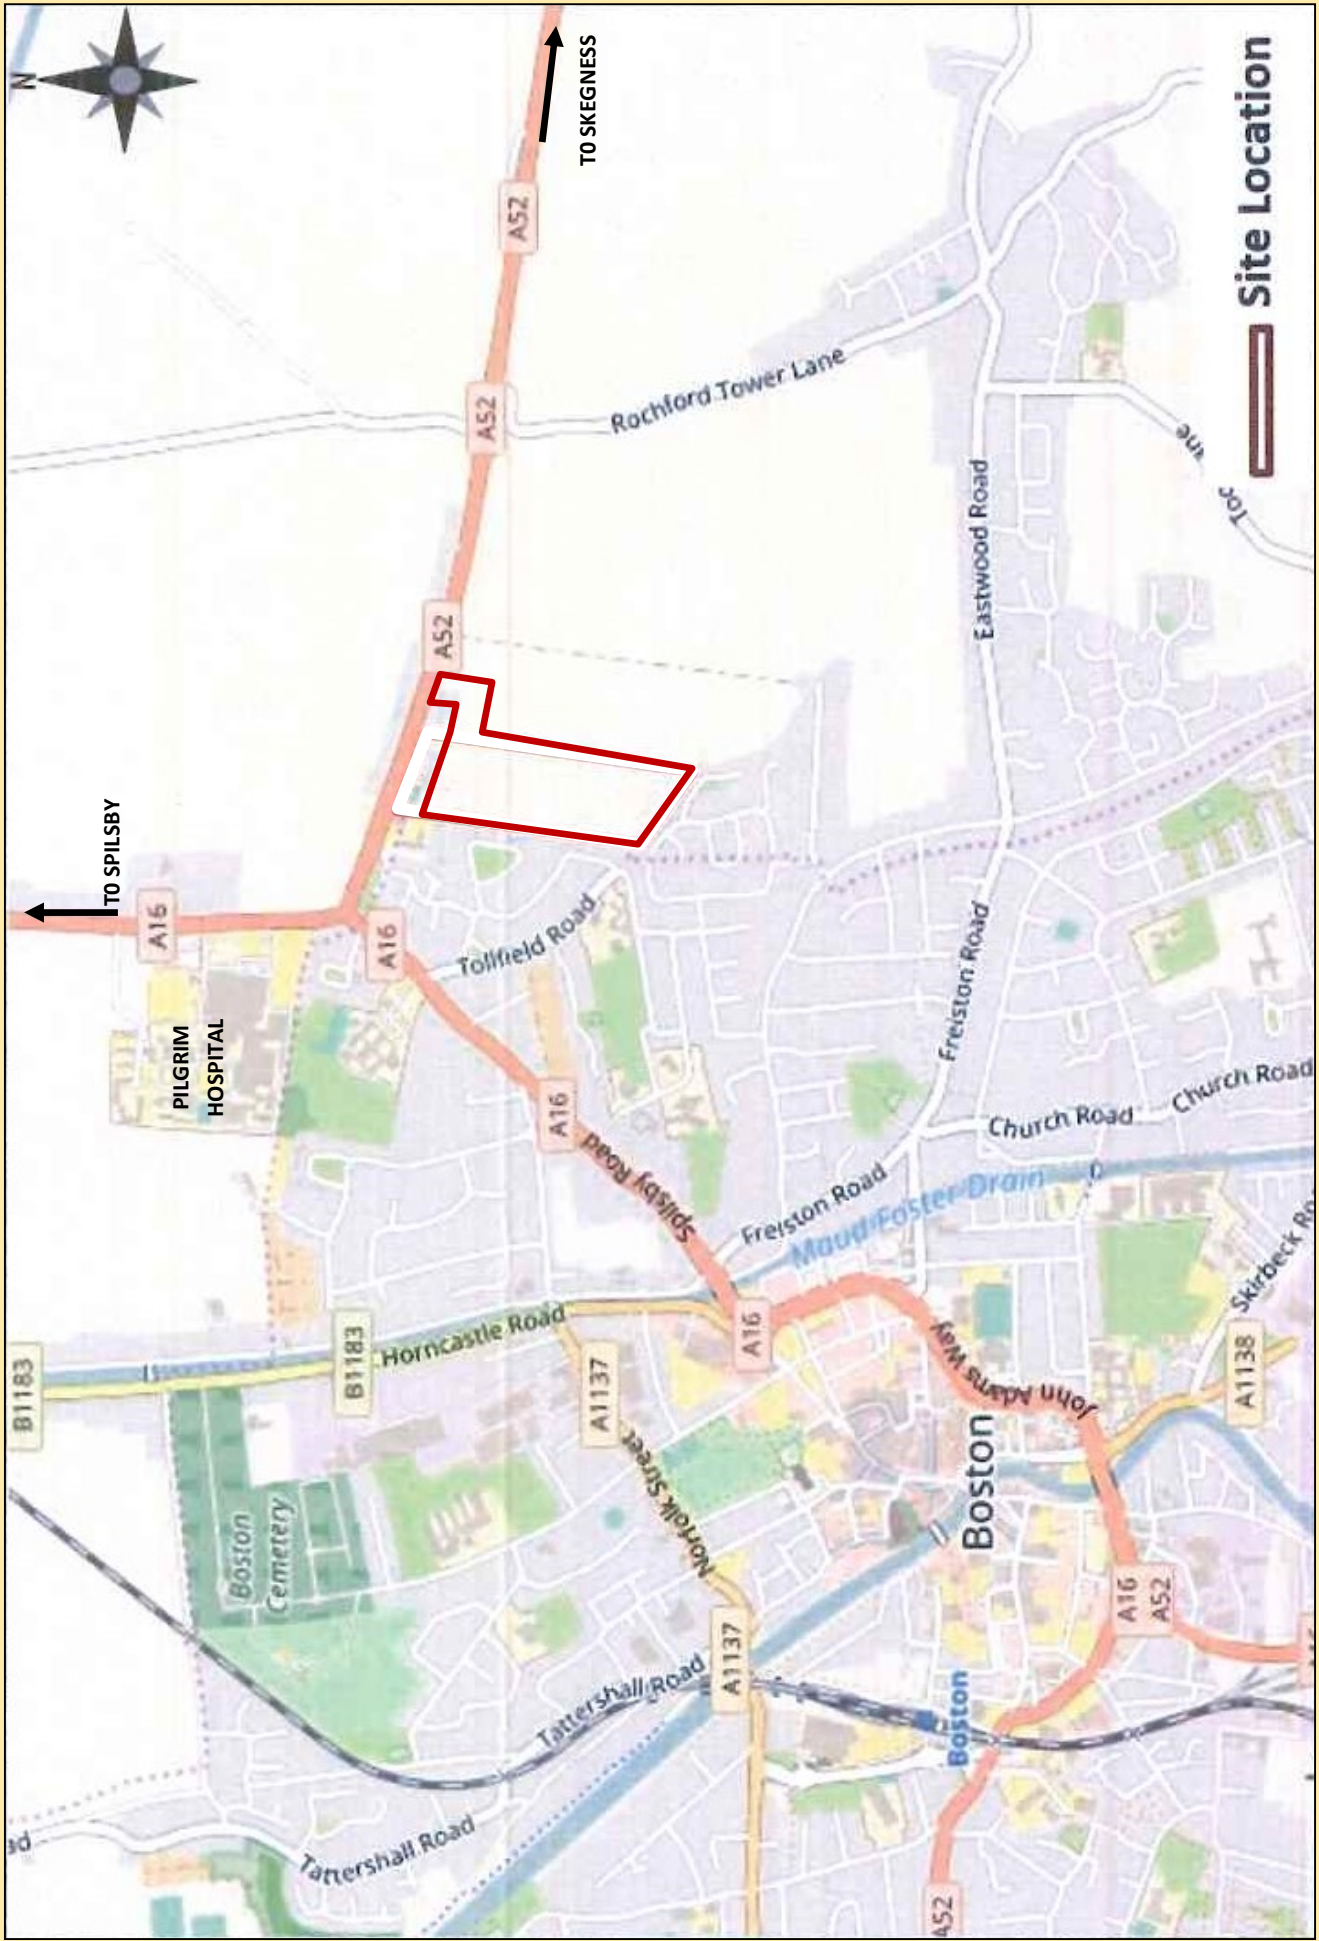 N
TO SPILSBY
TO SKEGNESS
A16
A52
A52
A52
PILGRIM
HOSPITAL
A16
Tollfield Road
Rochford Tower Lane
A16
Spilsby Road
Eastwood Road
Freiston Road
Freiston Road
Church Road
Church Road
Maud Foster Drain
Skirbeck Ro
B1183
B1183
Horncastle Road
A16
A1137
Norfolk Street
John Adams Way
A1138
Boston
Boston
Cemetery
A1137
A16
A52
Tattershall Road
Tattershall Road
Boston
A52
Site Location